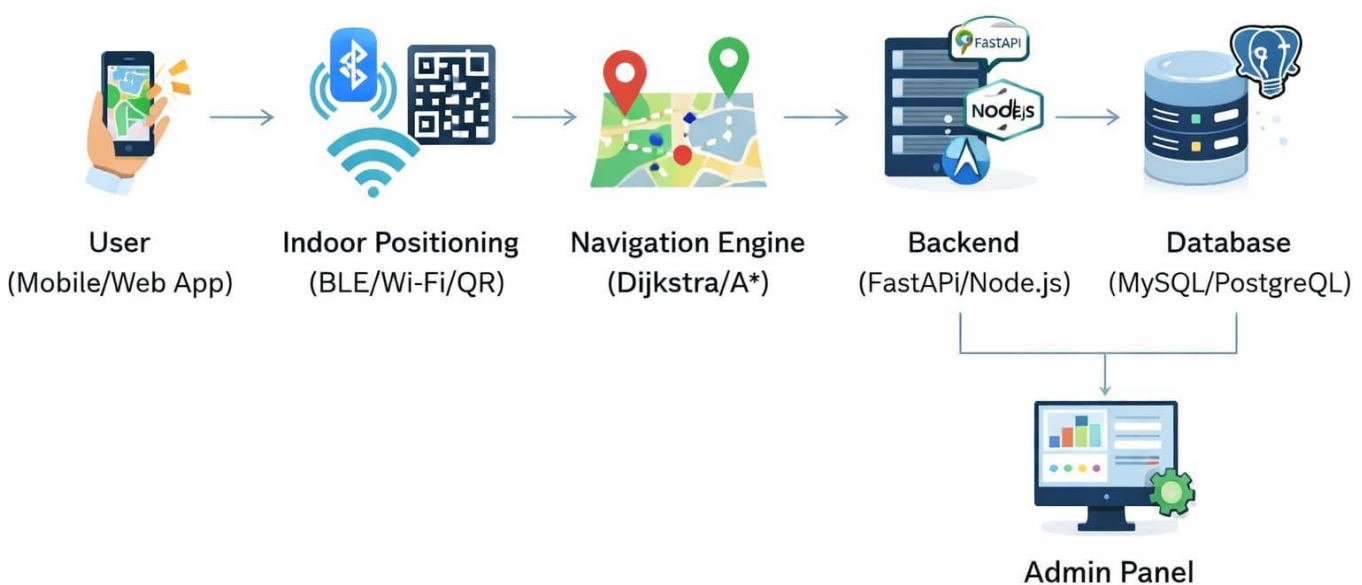 FastAPI
NodeJS
User
(Mobile/Web App)
Indoor Positioning
(BLE/Wi-Fi/QR)
Navigation Engine
(Dijkstra/A*)
Backend
(FastAPi/Node.js)
Database
(MySQL/PostgreQL)
Admin Panel